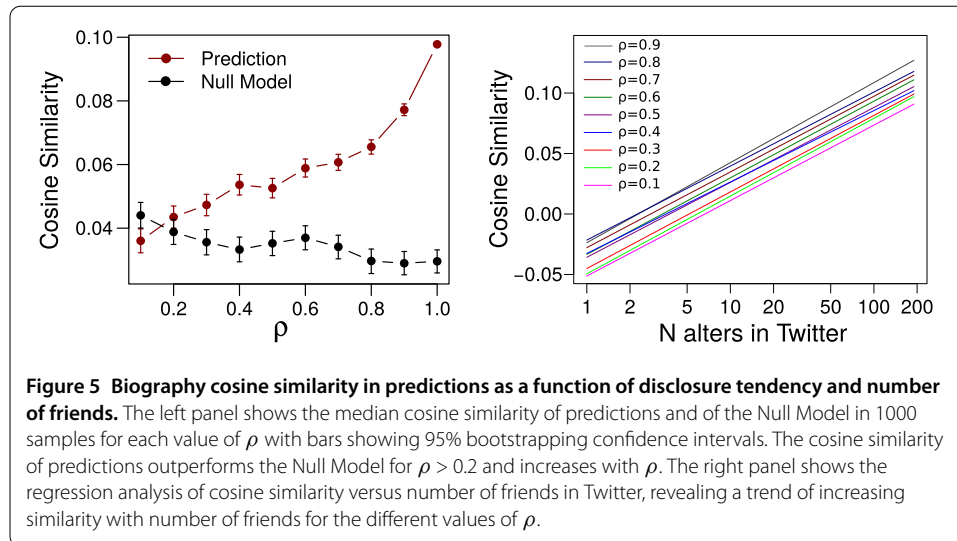 0.10
0.08
0.06
0.04
Cosine Similarity
Prediction
Null Model
0.2 0.4 0.6 0.8 1.0
ρ
0.10
0.05
0.00
−0.05
Cosine Similarity
ρ=0.9
ρ=0.8
ρ=0.7
ρ=0.6
ρ=0.5
ρ=0.4
ρ=0.3
ρ=0.2
ρ=0.1
1 2 5 10 20 50 100 200
N alters in Twitter
Figure 5 Biography cosine similarity in predictions as a function of disclosure tendency and number
of friends. The left panel shows the median cosine similarity of predictions and of the Null Model in 1000
samples for each value of ρ with bars showing 95% bootstrapping confidence intervals. The cosine similarity
of predictions outperforms the Null Model for ρ > 0.2 and increases with ρ. The right panel shows the
regression analysis of cosine similarity versus number of friends in Twitter, revealing a trend of increasing
similarity with number of friends for the different values of ρ.